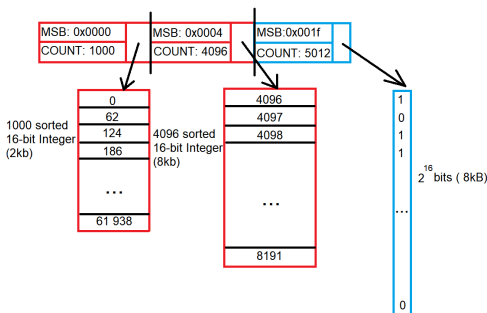 MSB: 0x0000
COUNT: 1000
MSB: 0x0004
COUNT: 4096
MSB:0x001f
COUNT: 5012
1000 sorted
16-bit Integer
(2kb)
0
62
124
186
...
61 938
4096 sorted
16-bit Integer
(8kb)
4096
4097
4098
...
8191
1
0
1
1
...
0
2^16 bits ( 8kB)